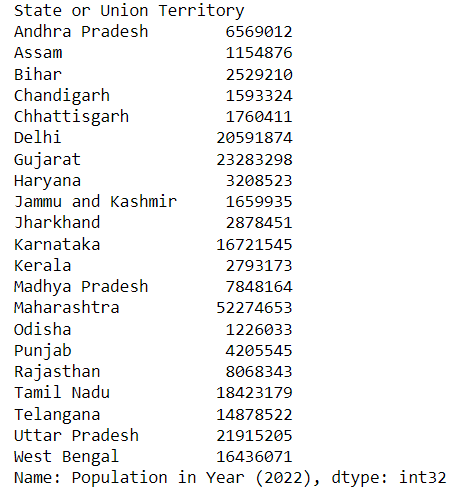 State or Union Territory
Andhra Pradesh 6569012
Assam 1154876
Bihar 2529210
Chandigarh 1593324
Chhattisgarh 1760411
Delhi 20591874
Gujarat 23283298
Haryana 3208523
Jammu and Kashmir 1659935
Jharkhand 2878451
Karnataka 16721545
Kerala 2793173
Madhya Pradesh 7848164
Maharashtra 52274653
Odisha 1226033
Punjab 4205545
Rajasthan 8068343
Tamil Nadu 18423179
Telangana 14878522
Uttar Pradesh 21915205
West Bengal 16436071
Name: Population in Year (2022), dtype: int32